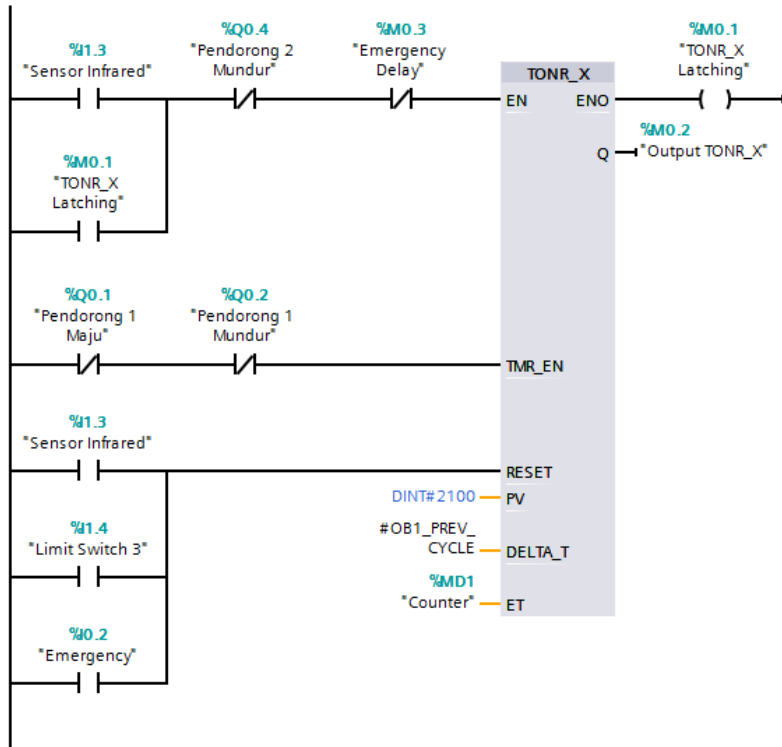 %I1.3
"Sensor Infrared"
%Q0.4
"Pendorong 2
Mundur"
%M0.3
"Emergency
Delay"
TONR_X
EN ENO
%M0.1
"TONR_X
Latching"
%M0.2
Q "Output TONR_X"
%M0.1
"TONR_X
Latching"
%Q0.1
"Pendorong 1
Maju"
%Q0.2
"Pendorong 1
Mundur"
TMR_EN
%I1.3
"Sensor Infrared"
RESET
DINT#2100 PV
%I1.4
"Limit Switch 3"
#OB1_PREV_
CYCLE DELTA_T
%MD1
"Counter" ET
%I0.2
"Emergency"